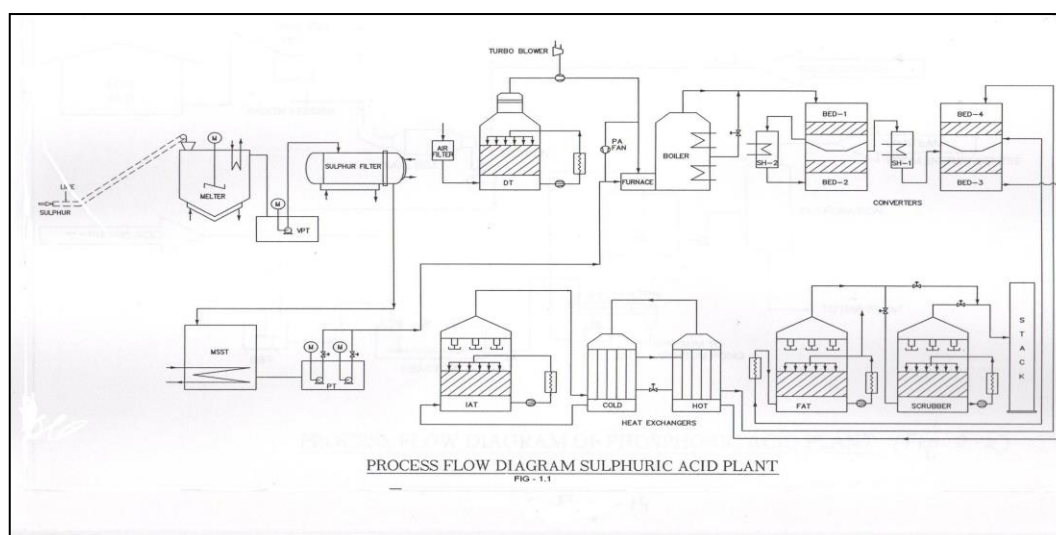 TURBO BLOWER
M
LIME
SULPHUR
MELTER
M
VPT
SULPHUR FILTER
AIR
FILTER
DT
PA
FAN
FURNACE
BOILER
SH-2
BED-1
BED-2
SH-1
BED-4
BED-3
CONVERTERS
MSST
M
M
PT
IAT
COLD
HOT
HEAT EXCHANGERS
FAT
SCRUBBER
STACK
PROCESS FLOW DIAGRAM SULPHURIC ACID PLANT
FIG - 1.1